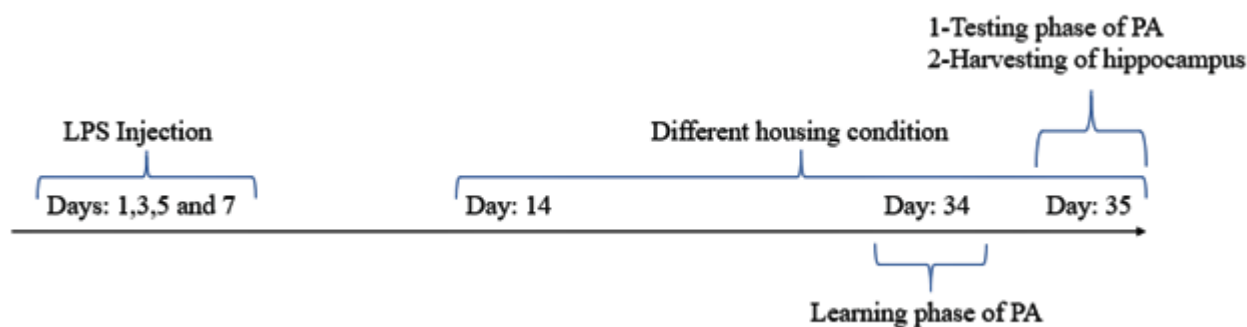 1-Testing phase of PA
2-Harvesting of hippocampus
LPS Injection
Different housing condition
Days: 1,3,5 and 7
Day: 14
Day: 34
Day: 35
Learning phase of PA